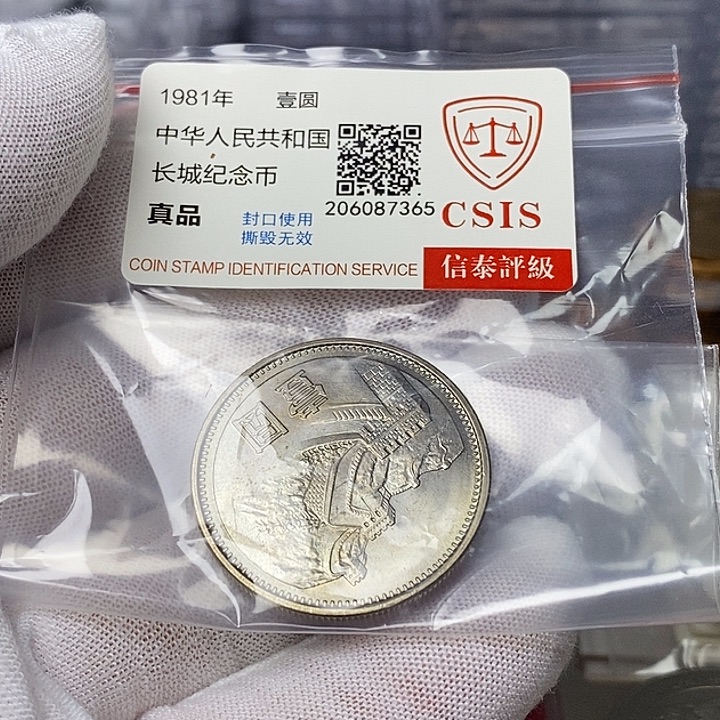 1981年 壹圆
中华人民共和国
长城纪念币
真品
封口使用
撕毁无效
206087365
CSIS
COIN STAMP IDENTIFICATION SERVICE
信泰評級
壹圆